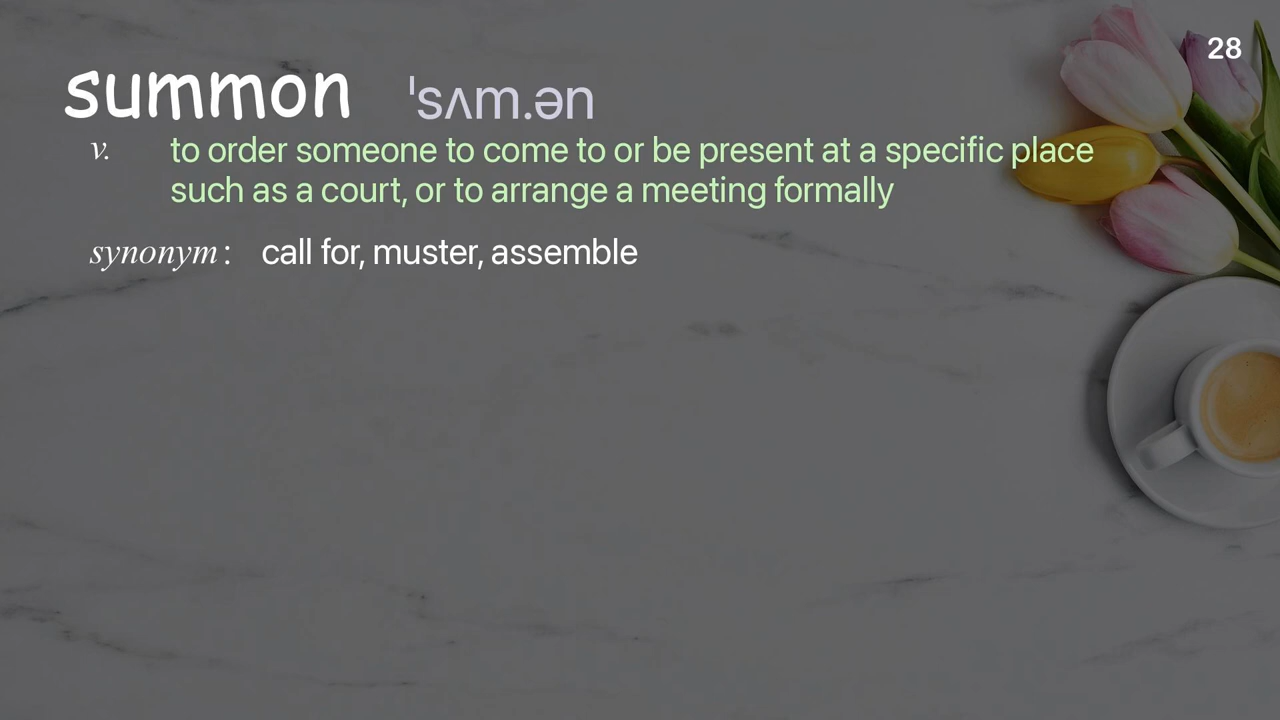 28
summon ˈsʌm.ən
v. to order someone to come to or be present at a specific place
such as a court, or to arrange a meeting formally
synonym : call for, muster, assemble